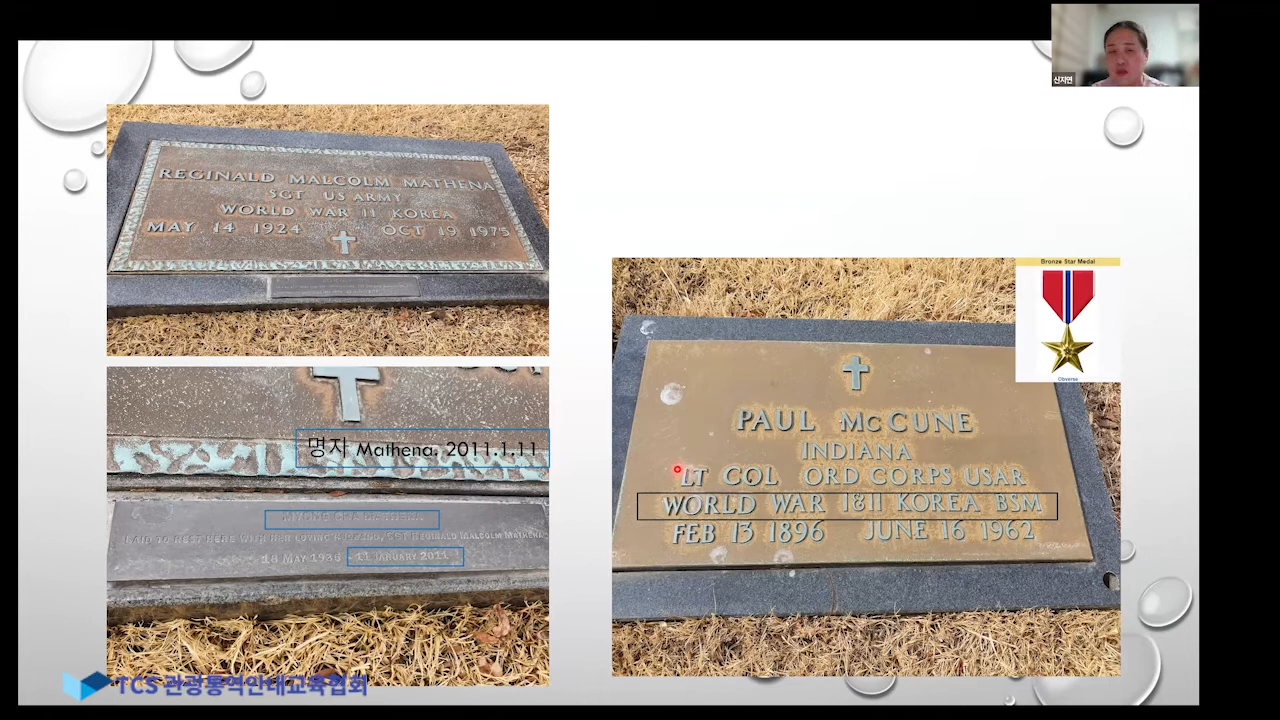 신지연
REGINALD MALCOLM MATHENA
SGT US ARMY
WORLD WAR II KOREA
MAY 14 1924 OCT 19 1975
명자 Mathena. 2011.1.11
LAID TO REST HERE WITH HER LOVING HUSBAND, SGT REGINALD MALCOLM MATHENA
18 MAY 1936 - 11 JANUARY 2011
Bronze Star Medal
Obverse
PAUL McCUNE
INDIANA
LT COL ORD CORPS USAR
WORLD WAR I&II KOREA BSM
FEB 13 1896 JUNE 16 1962
TCS 관광통역안내교육협회